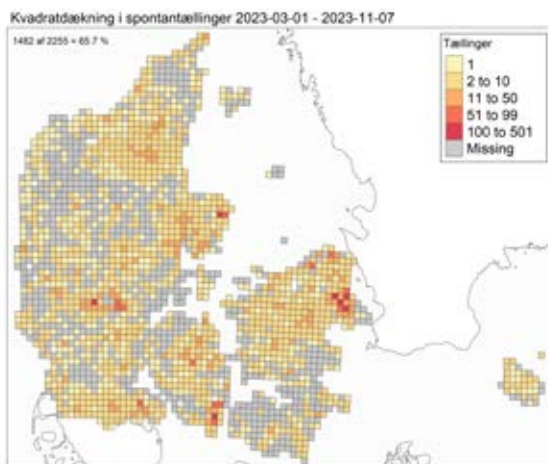 Kvadratdækning i spontantællinger 2023-03-01 - 2023-11-07
1482 af 2255 = 65.7 %
Tællinger
1
2 to 10
11 to 50
51 to 99
100 to 501
Missing